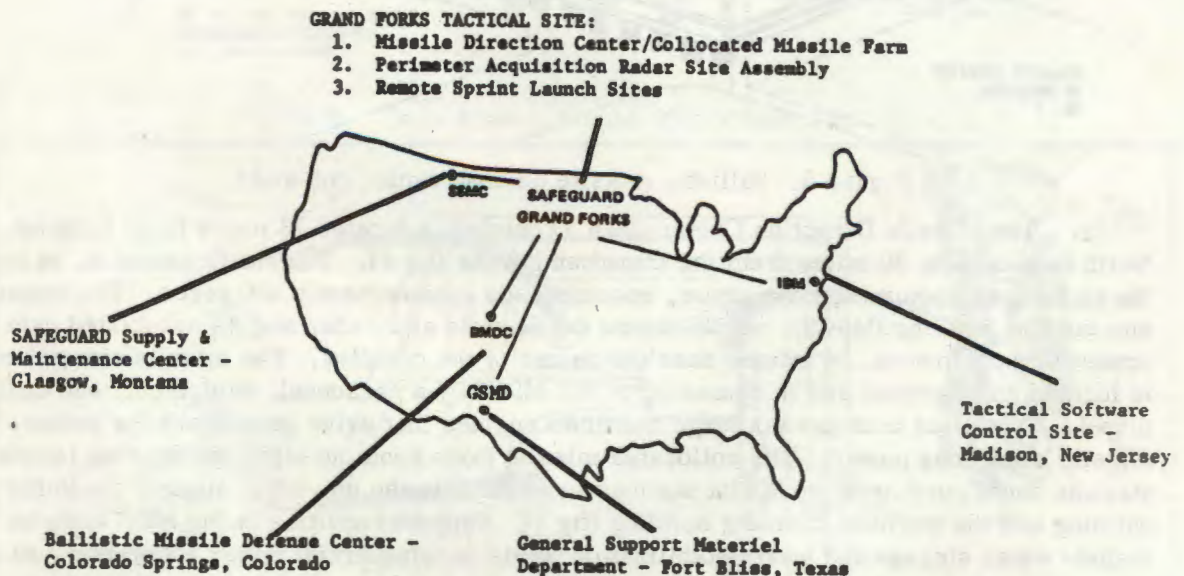 GRAND FORKS TACTICAL SITE:
1. Missile Direction Center/Collocated Missile Farm
2. Perimeter Acquisition Radar Site Assembly
3. Remote Sprint Launch Sites
SSMC
SAFEGUARD
GRAND FORKS
BMDC
GSMD
SAFEGUARD Supply &
Maintenance Center -
Glasgow, Montana
Tactical Software
Control Site -
Madison, New Jersey
Ballistic Missile Defense Center -
Colorado Springs, Colorado
General Support Materiel
Department - Fort Bliss, Texas